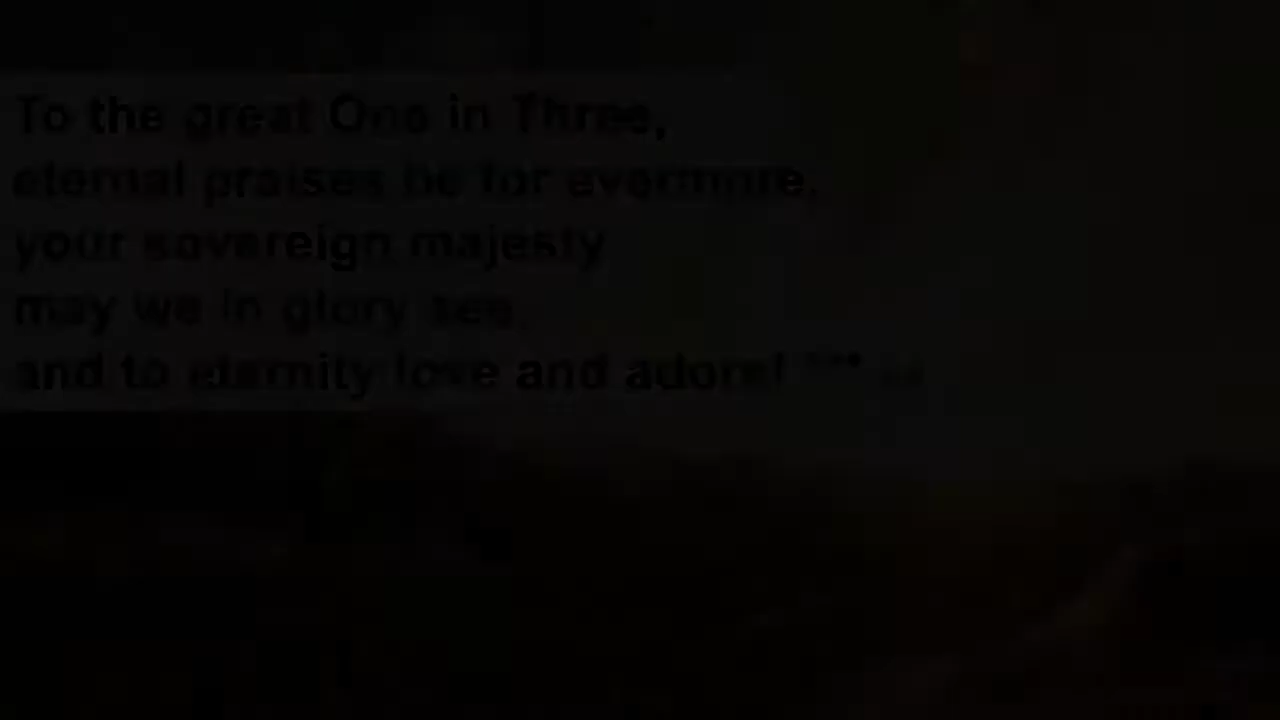 To the great One in Three,
eternal praises be for evermore,
your sovereign majesty
may we in glory see,
and to eternity love and adore! ***